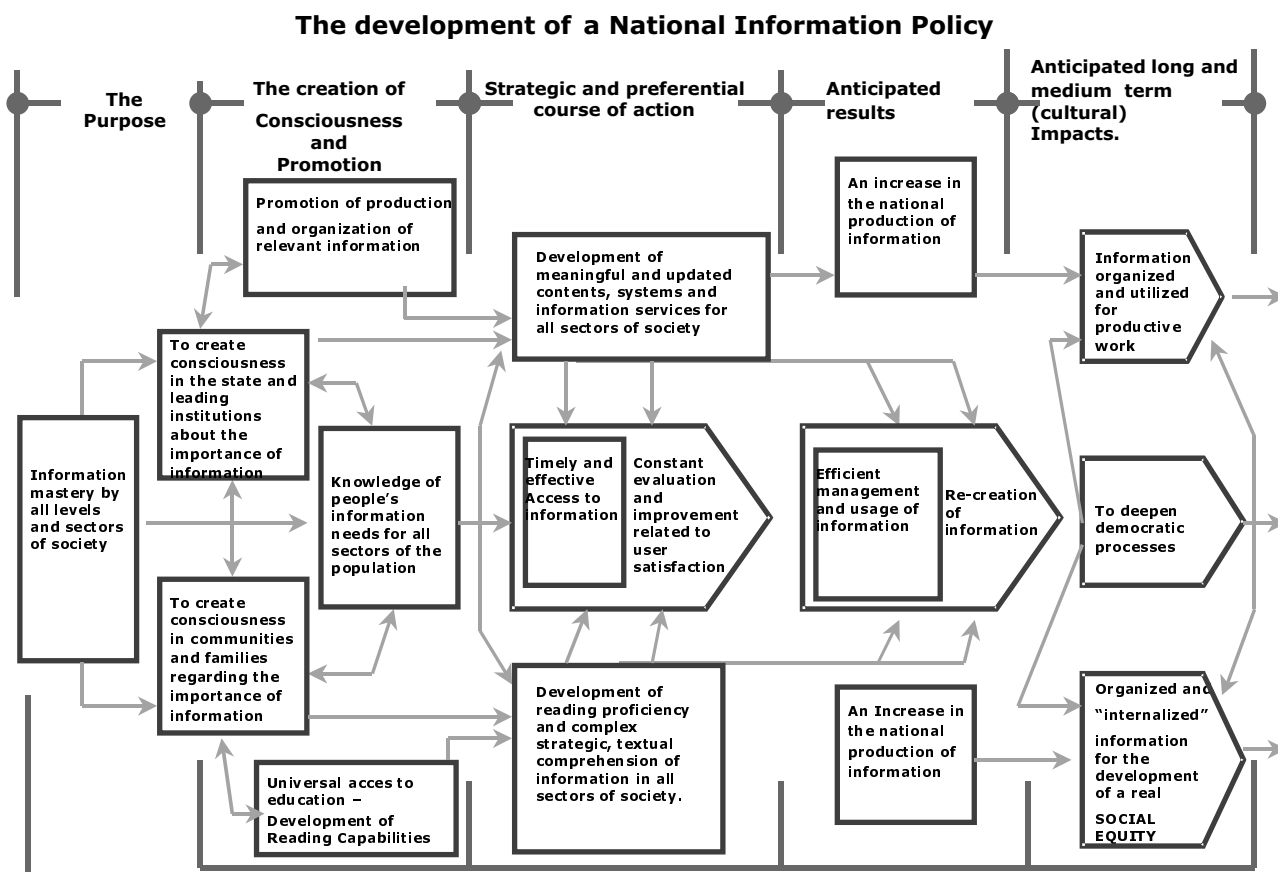 The development of a National Information Policy
The
Purpose
The creation of
Consciousness
and
Promotion
Strategic and preferential
course of action
Anticipated
results
Anticipated long and
medium term
(cultural)
Impacts.
Promotion of production
and organization of
relevant information
To create
consciousness
in the state and
leading
institutions
about the
importance of
information
Information
mastery by
all levels
and sectors
of society
Knowledge of
people's
information
needs for all
sectors of the
population
To create
consciousness
in communities
and families
regarding the
importance of
information
Universal acces to
education –
Development of
Reading Capabilities
Development of
meaningful and updated
contents, systems and
information services for
all sectors of society
Timely and
effective
Access to
information
Constant
evaluation
and
improvement
related to
user
satisfaction
Development of
reading proficiency
and complex
strategic, textual
comprehension of
information in all
sectors of society.
An increase in
the national
production of
information
Efficient
management
and usage of
information
Re-creation
of
information
An Increase in
the national
production of
information
Information
organized
and utilized
for
productive
work
To deepen
democratic
processes
Organized and
“internalized”
information
for the
development
of a real
SOCIAL
EQUITY